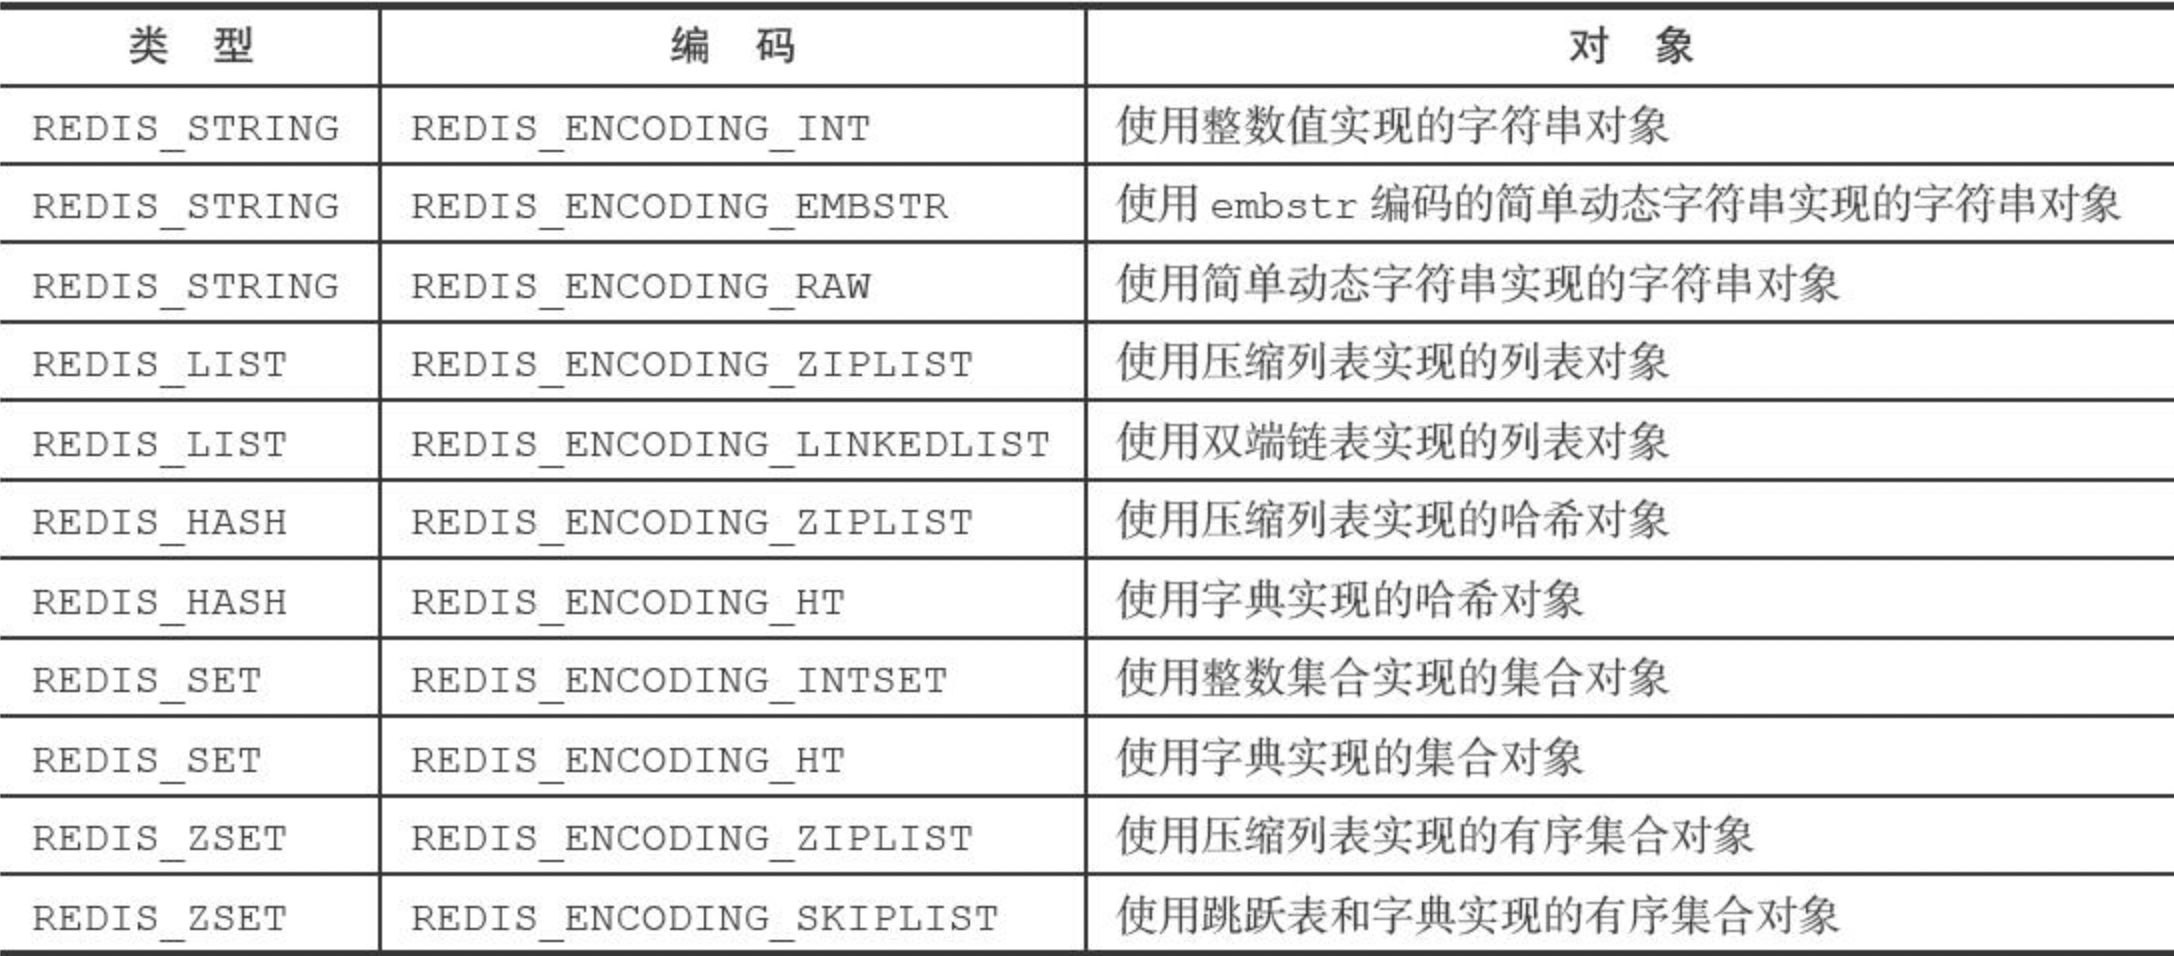 类 型 编 码 对 象
REDIS_STRING REDIS_ENCODING_INT 使用整数值实现的字符串对象
REDIS_STRING REDIS_ENCODING_EMBSTR 使用 embstr 编码的简单动态字符串实现的字符串对象
REDIS_STRING REDIS_ENCODING_RAW 使用简单动态字符串实现的字符串对象
REDIS_LIST REDIS_ENCODING_ZIPLIST 使用压缩列表实现的列表对象
REDIS_LIST REDIS_ENCODING_LINKEDLIST 使用双端链表实现的列表对象
REDIS_HASH REDIS_ENCODING_ZIPLIST 使用压缩列表实现的哈希对象
REDIS_HASH REDIS_ENCODING_HT 使用字典实现的哈希对象
REDIS_SET REDIS_ENCODING_INTSET 使用整数集合实现的集合对象
REDIS_SET REDIS_ENCODING_HT 使用字典实现的集合对象
REDIS_ZSET REDIS_ENCODING_ZIPLIST 使用压缩列表实现的有序集合对象
REDIS_ZSET REDIS_ENCODING_SKIPLIST 使用跳跃表和字典实现的有序集合对象